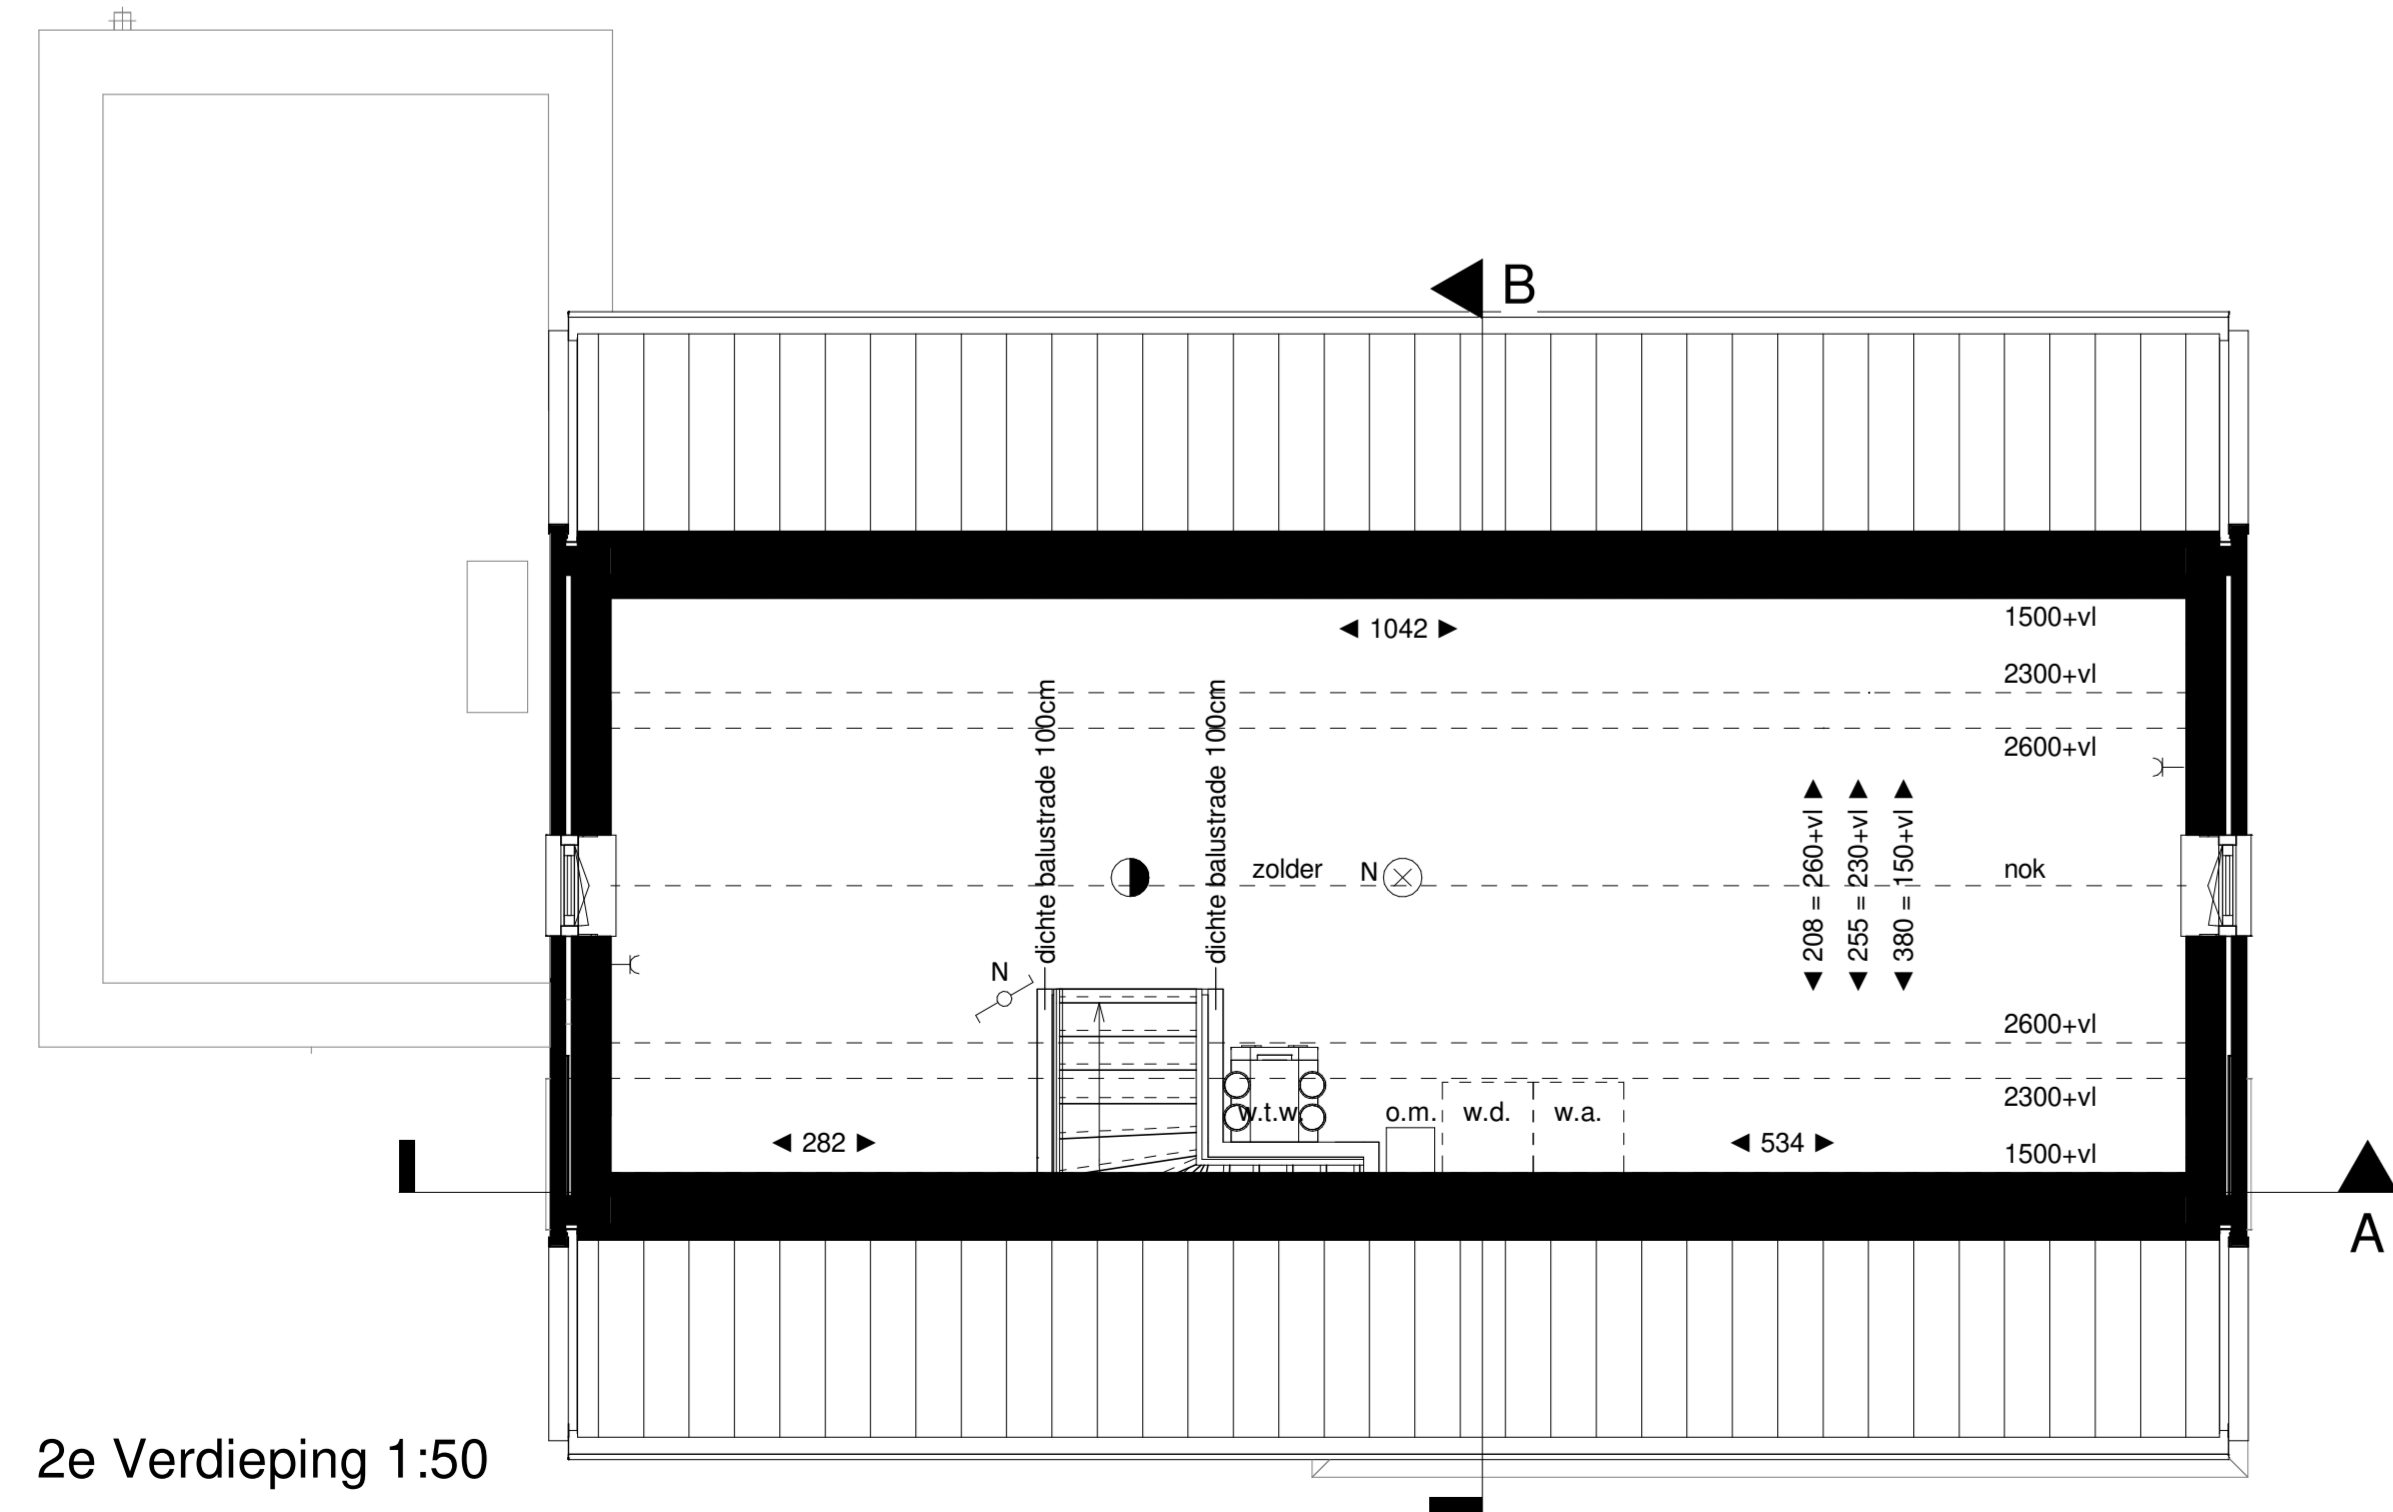 B
1500+vl
◄ 1042 ►
2300+vl
dichte balustrade 100cm
dichte balustrade 100cm
2600+vl
◄ 208 = 260+vl ►
◄ 255 = 230+vl ►
◄ 380 = 150+vl ►
zolder
N
nok
N
2600+vl
w.t.w.
o.m.
w.d.
w.a.
2300+vl
◄ 282 ►
◄ 534 ►
1500+vl
A
2e Verdieping 1:50